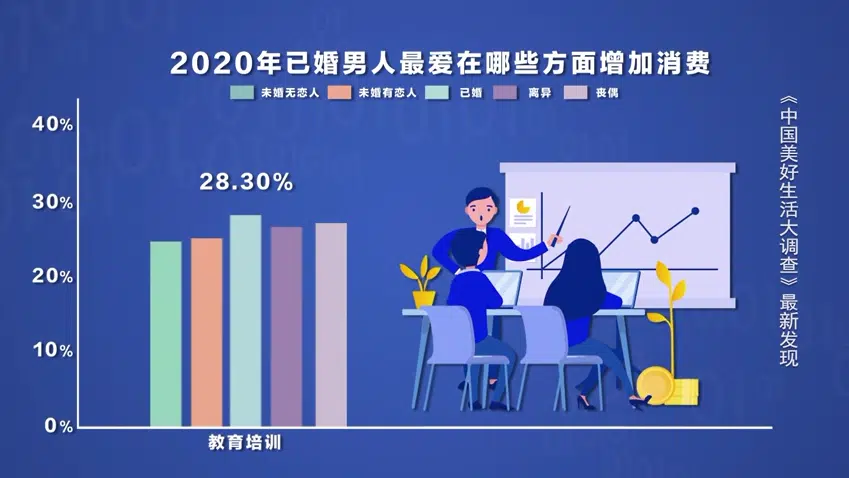 2020年已婚男人最爱在哪些方面增加消费
未婚无恋人 未婚有恋人 已婚 离异 丧偶
40%
30%
20%
10%
0%
28.30%
教育培训
《中国美好生活大调查》最新发现